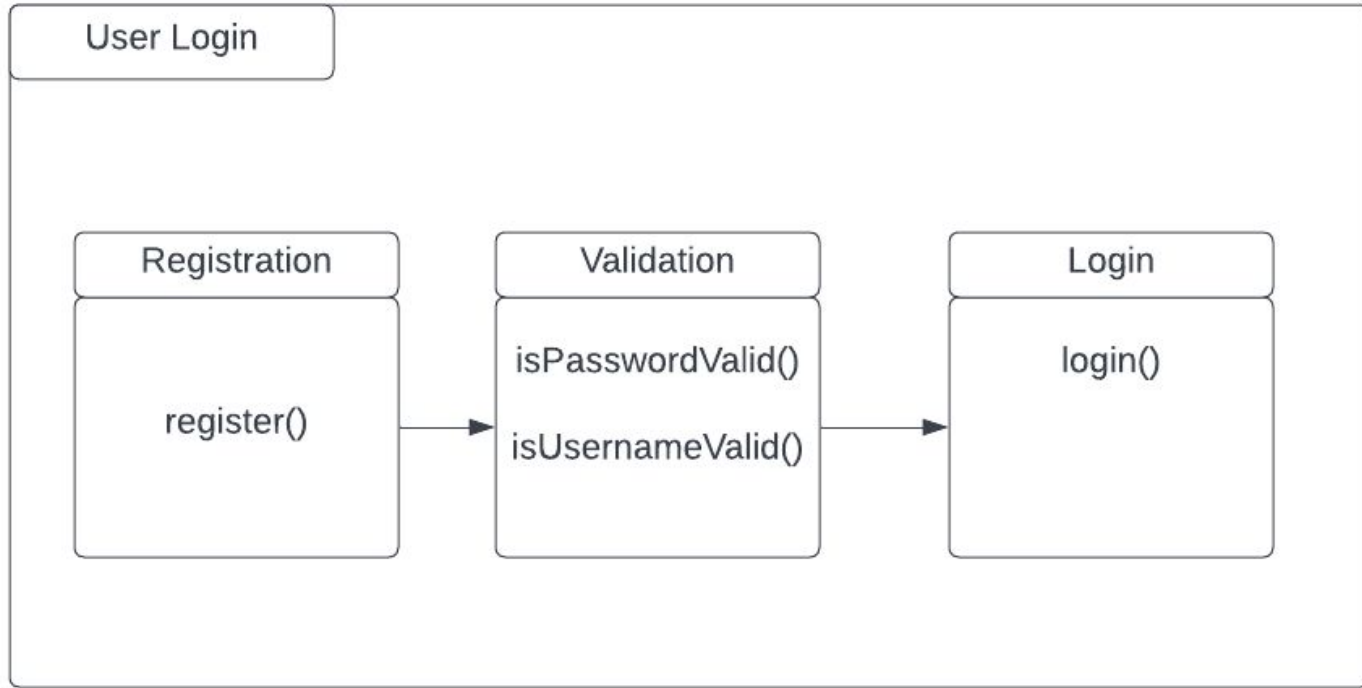 User Login
Registration
register()
Validation
isPasswordValid()
isUsernameValid()
Login
login()